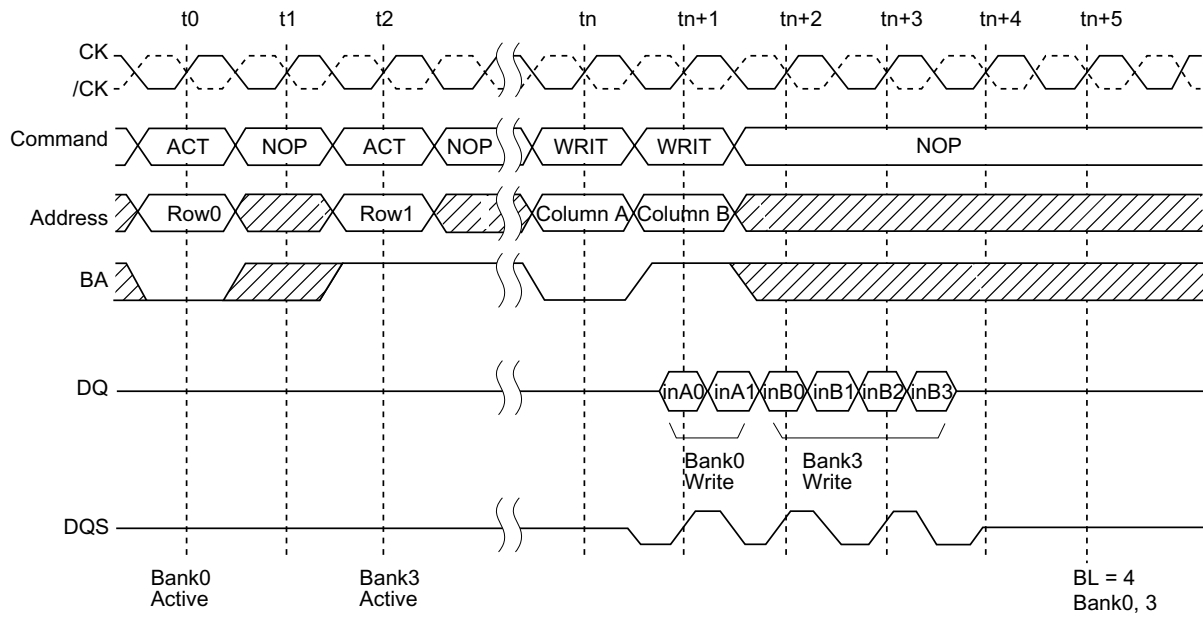 t0 t1 t2 tn tn+1 tn+2 tn+3 tn+4 tn+5
CK
/CK
Command ACT NOP ACT NOP WRIT WRIT NOP
Address Row0 Row1 Column A Column B
BA
DQ inA0 inA1 inB0 inB1 inB2 inB3
Bank0 Bank3
Write Write
DQS
Bank0 Bank3 BL = 4
Active Active Bank0, 3